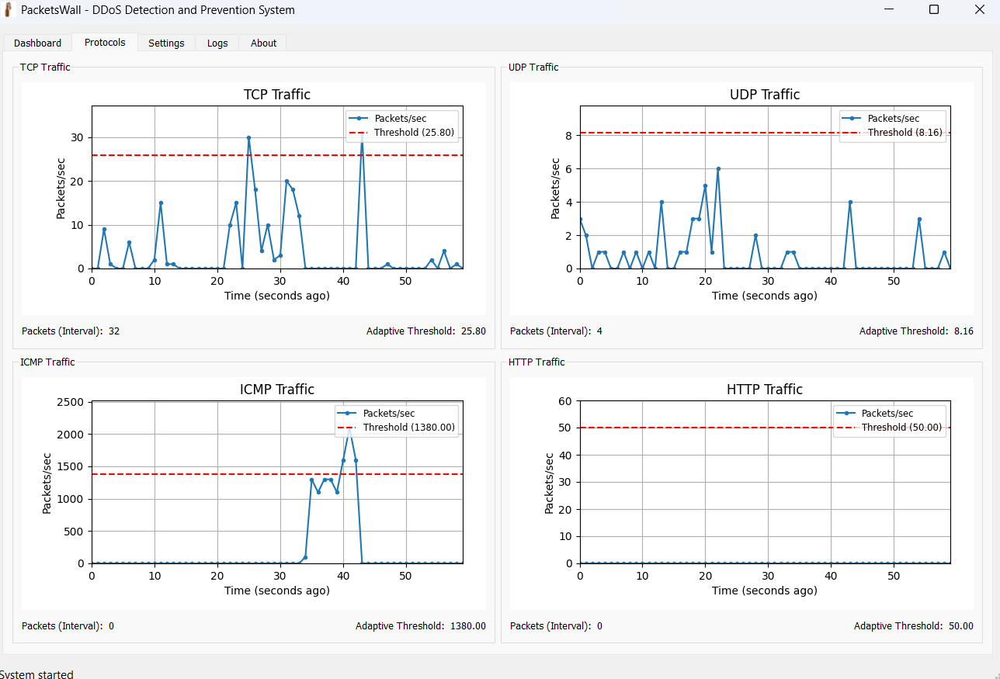 PacketsWall - DDoS Detection and Prevention System
Dashboard Protocols Settings Logs About
TCP Traffic
TCP Traffic
Packets/sec
Threshold (25.80)
30
20
10
0
Packets/sec
0 10 20 30 40 50
Time (seconds ago)
Packets (Interval): 32
Adaptive Threshold: 25.80
UDP Traffic
UDP Traffic
Packets/sec
Threshold (8.16)
8
6
4
2
0
Packets/sec
0 10 20 30 40 50
Time (seconds ago)
Packets (Interval): 4
Adaptive Threshold: 8.16
ICMP Traffic
ICMP Traffic
Packets/sec
Threshold (1380.00)
2500
2000
1500
1000
500
0
Packets/sec
0 10 20 30 40 50
Time (seconds ago)
Packets (Interval): 0
Adaptive Threshold: 1380.00
HTTP Traffic
HTTP Traffic
Packets/sec
Threshold (50.00)
60
50
40
30
20
10
0
Packets/sec
0 10 20 30 40 50
Time (seconds ago)
Packets (Interval): 0
Adaptive Threshold: 50.00
System started